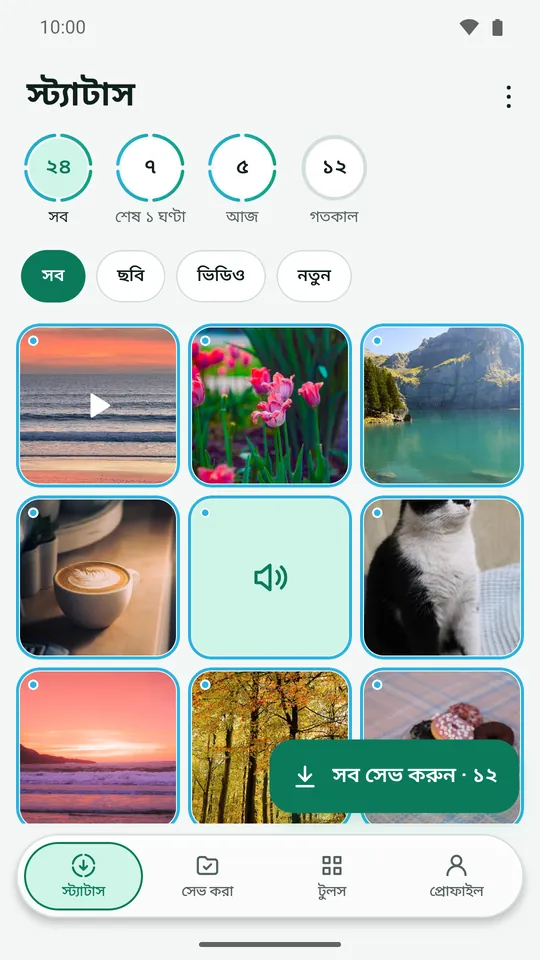 10:00
স্ট্যাটাস
২৪
৭
৫
১২
সব
শেষ ১ ঘণ্টা
আজ
গতকাল
সব
ছবি
ভিডিও
নতুন
সব সেভ করুন · ১২
স্ট্যাটাস
সেভ করা
টুলস
প্রোফাইল